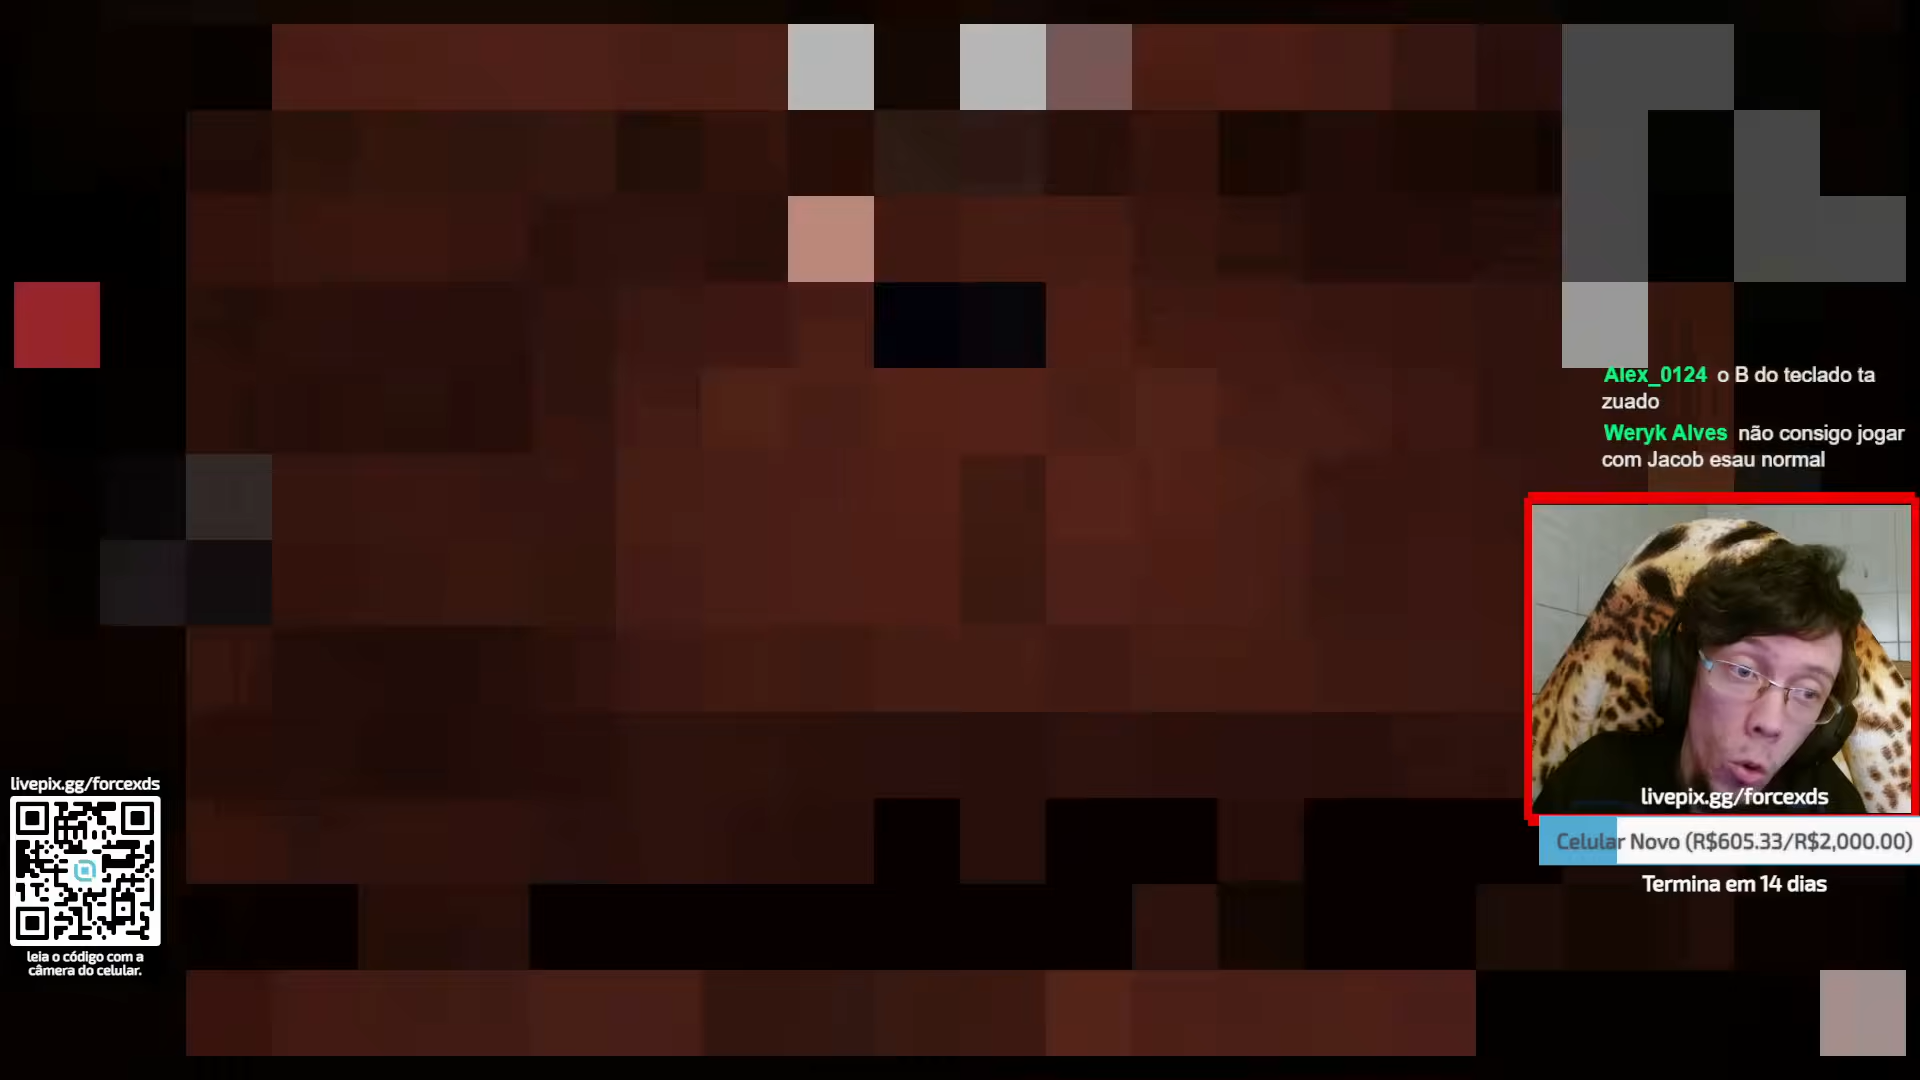 Alex_0124 o B do teclado ta
zuado
Weryk Alves não consigo jogar
com Jacob esau normal
livepix.gg/forcexds
leia o código com a
câmera do celular.
livepix.gg/forcexds
Celular Novo (R$605.33/R$2,000.00)
Termina em 14 dias